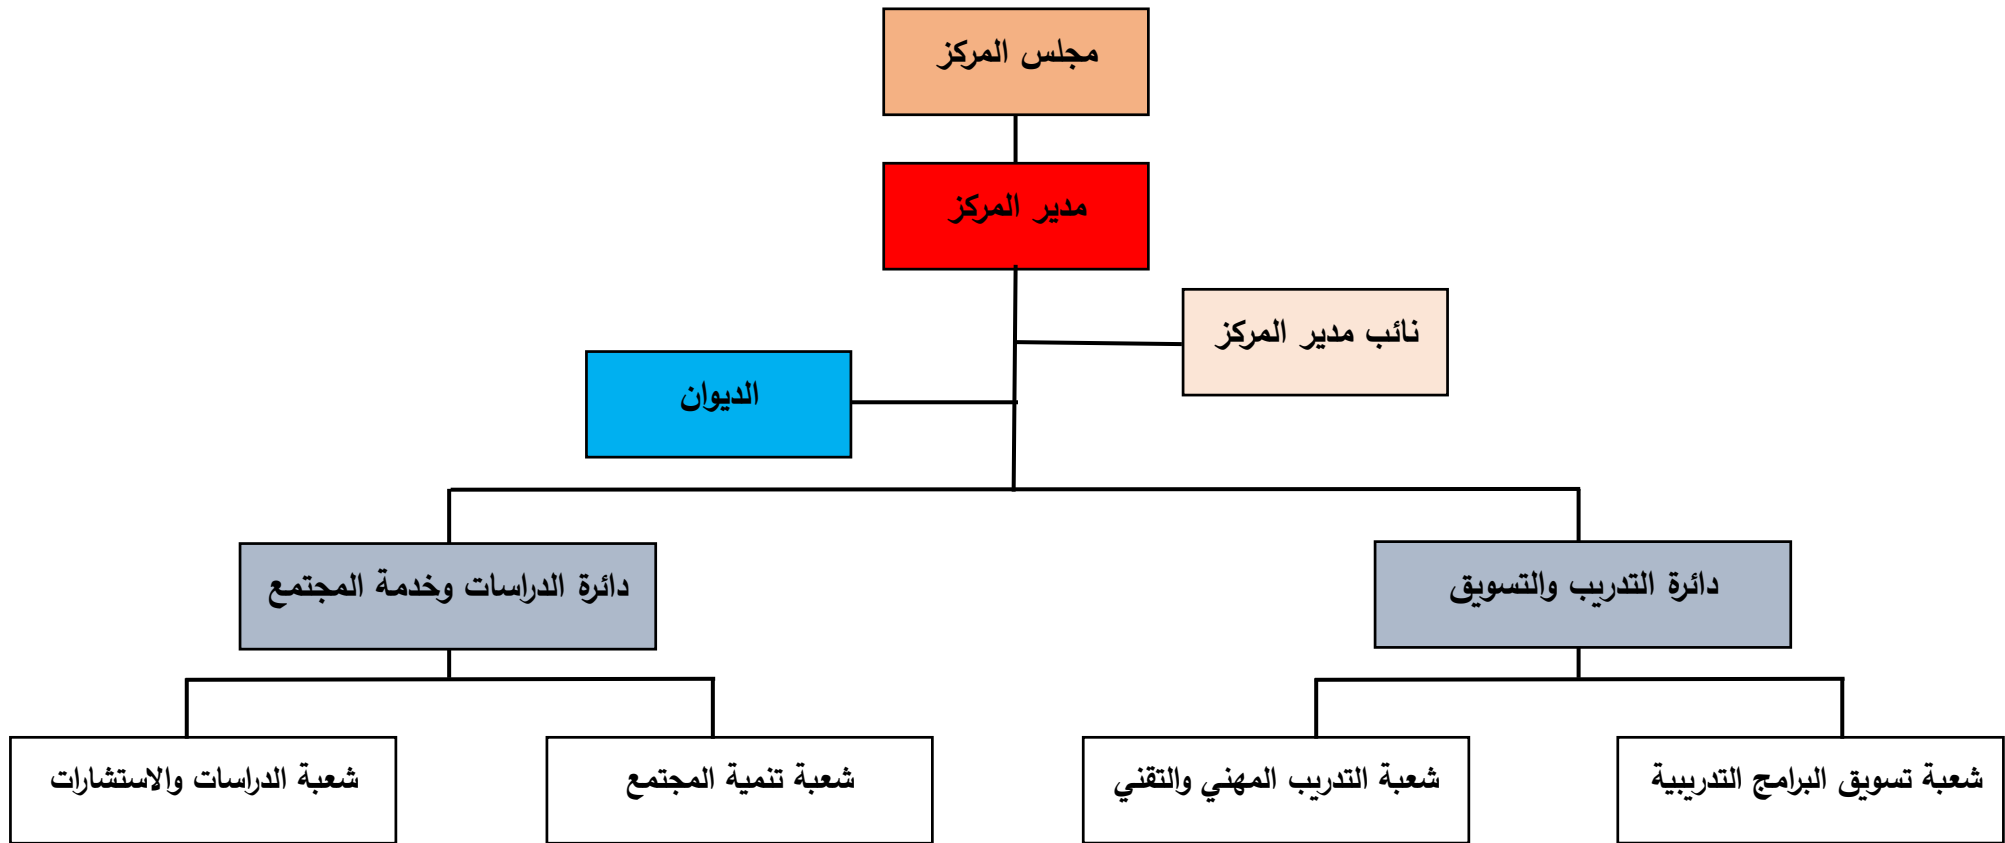 مجلس المركز
مدير المركز
نائب مدير المركز
الديوان
دائرة التدريب والتسويق
دائرة الدراسات وخدمة المجتمع
شعبة تسويق البرامج التدريبية
شعبة التدريب المهني والتقني
شعبة تنمية المجتمع
شعبة الدراسات والاستشارات